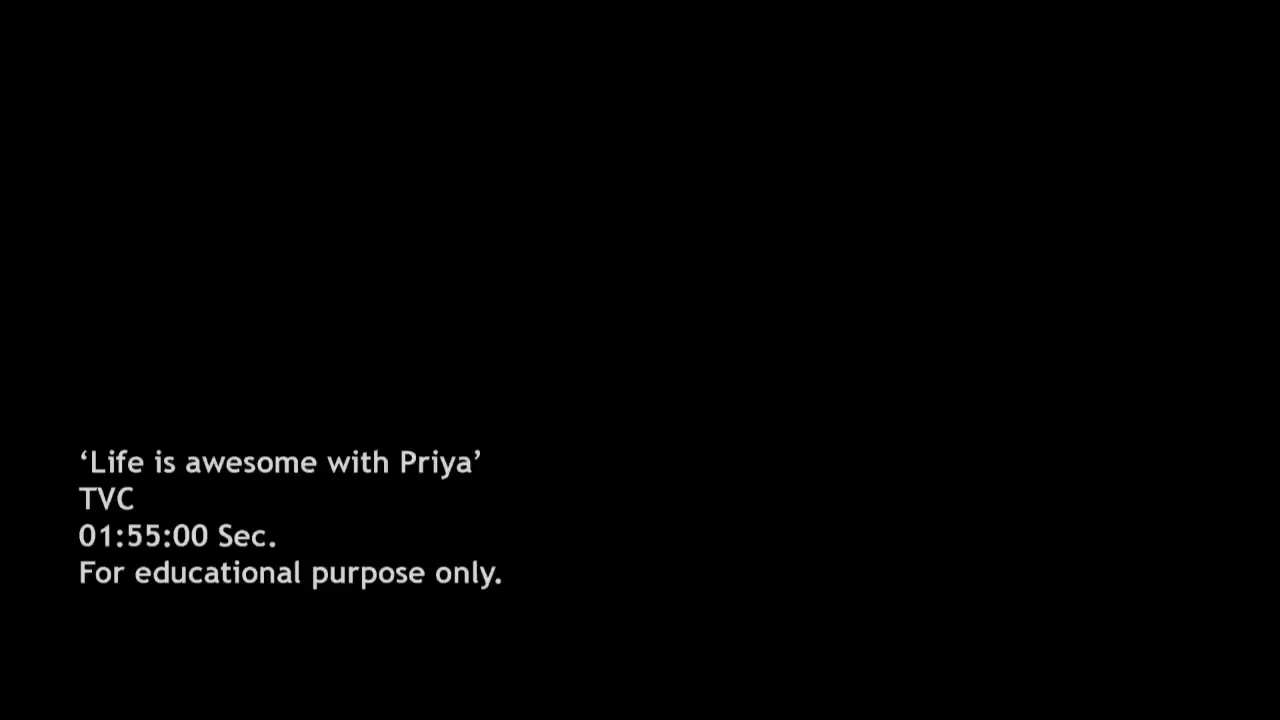 ‘Life is awesome with Priya’
TVC
01:55:00 Sec.
For educational purpose only.